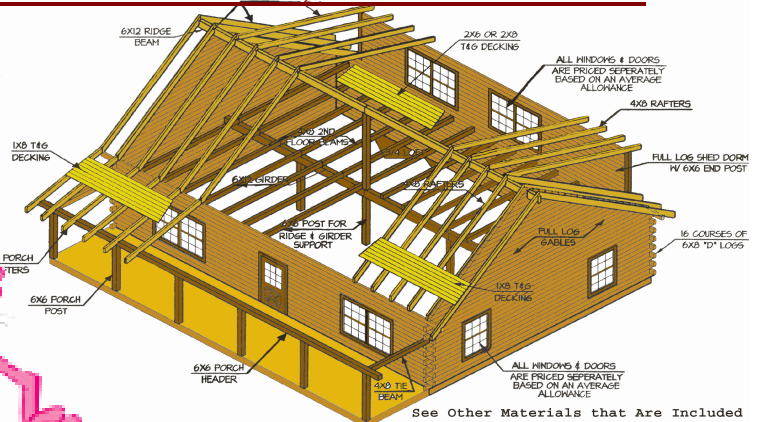 6X12 RIDGE
BEAM
2X6 OR 2X8
T&G DECKING
ALL WINDOWS & DOORS
ARE PRICED SEPERATELY
BASED ON AN AVERAGE
ALLOWANCE
4X8 RAFTERS
1X8 T&G
DECKING
4X8 2ND
FLOOR BEAMS
FULL LOG SHED DORM
W/ 6X6 END POST
6X12 GIRDER
RAFTERS
POST FOR
RIDGE & GIRDER
SUPPORT
FULL LOG
GABLES
16 COURSES OF
6X8 "D" LOGS
PORCH
TERS
1X8 T&G
DECKING
6X6 PORCH
POST
6X6 PORCH
HEADER
4X8 TIE
BEAM
ALL WINDOWS & DOORS
ARE PRICED SEPERATELY
BASED ON AN AVERAGE
ALLOWANCE
See Other Materials that Are Included